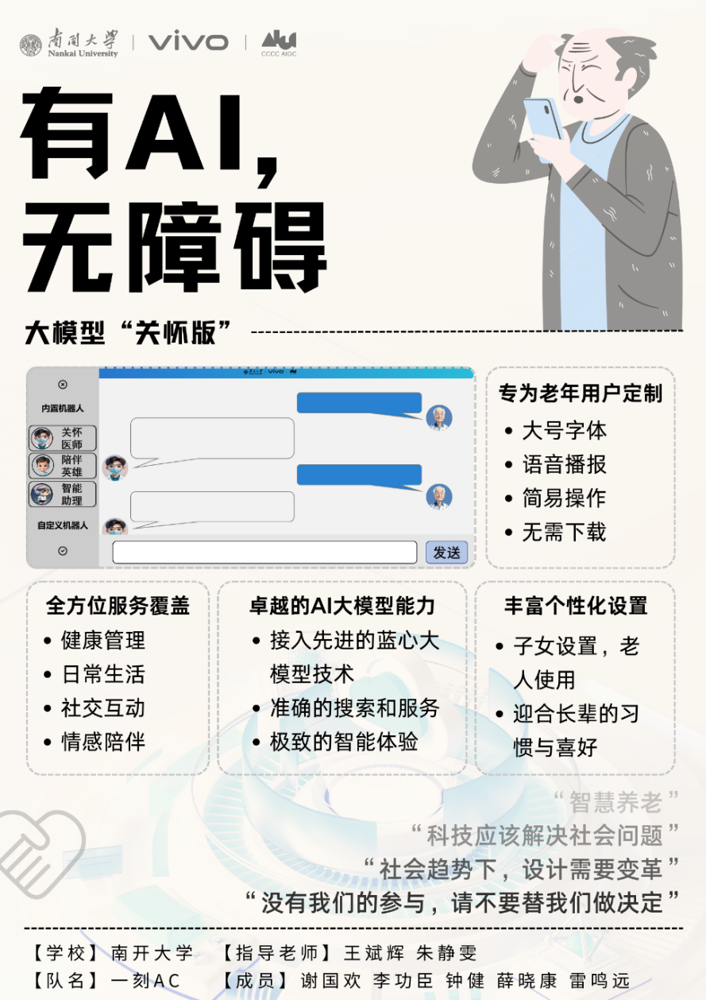 南开大学
Nankai University
vivo
AIGC
CCCC AIGC
有AI,
无障碍
大模型“关怀版”
南开大学 vivo
内置机器人
关怀
医师
陪伴
英雄
智能
助理
自定义机器人
发送
专为老年用户定制
• 大号字体
• 语音播报
• 简易操作
• 无需下载
全方位服务覆盖
• 健康管理
• 日常生活
• 社交互动
• 情感陪伴
卓越的AI大模型能力
• 接入先进的蓝心大
模型技术
• 准确的搜索和服务
• 极致的智能体验
丰富个性化设置
• 子女设置，老
人使用
• 迎合长辈的习
惯与喜好
“智慧养老”
“科技应该解决社会问题”
“社会趋势下，设计需要变革”
“没有我们的参与，请不要替我们做决定”
【学校】南开大学 【指导老师】王斌辉 朱静雯
【队名】一刻AC 【成员】谢国欢 李功臣 钟健 薛晓康 雷鸣远